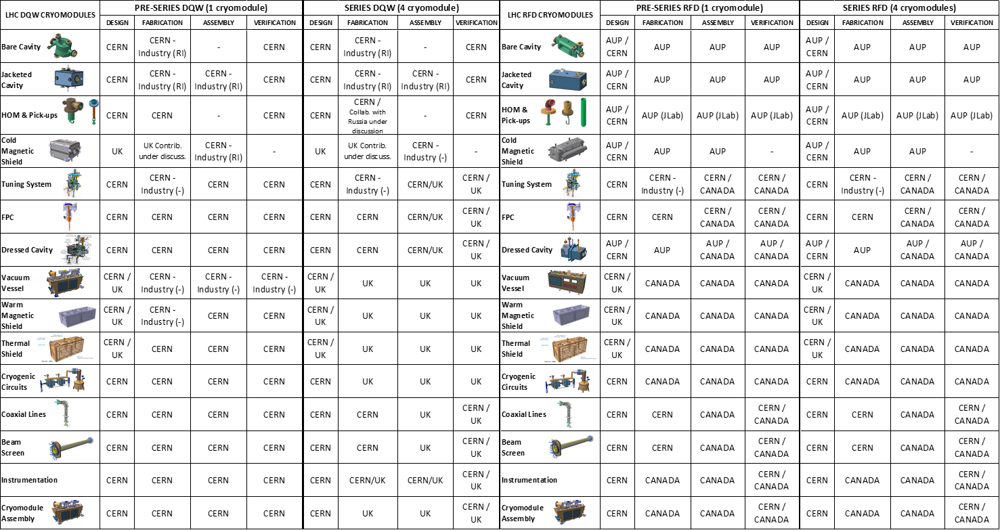 LHC DQW CRYOMODULES PRE-SERIES DQW (1 cryomodule) SERIES DQW (4 cryomodule) LHC RFD CRYOMODULES PRE-SERIES RFD (1 cryomodule) SERIES RFD (4 cryomodules)
DESIGN FABRICATION ASSEMBLY VERIFICATION DESIGN FABRICATION ASSEMBLY VERIFICATION DESIGN FABRICATION ASSEMBLY VERIFICATION DESIGN FABRICATION ASSEMBLY VERIFICATION
Bare Cavity CERN CERN - Industry (RI) - CERN CERN CERN - Industry (RI) - CERN Bare Cavity AUP / CERN AUP AUP AUP AUP / CERN AUP AUP AUP
Jacketed Cavity CERN CERN - Industry (RI) CERN - Industry (RI) CERN CERN CERN - Industry (RI) CERN - Industry (RI) CERN Jacketed Cavity AUP / CERN AUP AUP AUP AUP / CERN AUP AUP AUP
HOM & Pick-ups CERN CERN - CERN CERN CERN / Collab. with Russia under discussion - CERN HOM & Pick-ups AUP / CERN AUP (JLab) AUP (JLab) AUP (JLab) AUP / CERN AUP (JLab) AUP (JLab) AUP (JLab)
Cold Magnetic Shield UK UK Contrib. under discuss. CERN - Industry (RI) - UK UK Contrib. under discuss. CERN - Industry (-) - Cold Magnetic Shield AUP / CERN AUP AUP - AUP / CERN AUP AUP -
Tuning System CERN CERN - Industry (-) CERN CERN CERN CERN - Industry (-) CERN/UK CERN / UK Tuning System CERN CERN - Industry (-) CERN / CANADA CERN / CANADA CERN CERN - Industry (-) CERN / CANADA CERN / CANADA
FPC CERN CERN CERN CERN CERN CERN CERN/UK CERN / UK FPC CERN CERN CERN / CANADA CERN / CANADA CERN CERN CERN / CANADA CERN / CANADA
Dressed Cavity CERN CERN CERN CERN CERN CERN CERN/UK CERN / UK Dressed Cavity AUP / CERN AUP AUP / CANADA AUP / CANADA AUP / CERN AUP AUP / CANADA AUP / CANADA
Vacuum Vessel CERN / UK CERN - Industry (-) CERN - Industry (-) CERN - Industry (-) CERN / UK UK UK UK Vacuum Vessel CERN / UK CANADA CANADA CANADA CERN / UK CANADA CANADA CANADA
Warm Magnetic Shield CERN / UK CERN - Industry (-) CERN CERN CERN / UK UK UK UK Warm Magnetic Shield CERN / UK CANADA CANADA CANADA CERN / UK CANADA CANADA CANADA
Thermal Shield CERN / UK CERN CERN CERN CERN / UK UK UK UK Thermal Shield CERN / UK CANADA CANADA CANADA CERN / UK CANADA CANADA CANADA
Cryogenic Circuits CERN CERN CERN CERN CERN UK UK UK Cryogenic Circuits CERN CANADA CANADA CANADA CERN CANADA CANADA CANADA
Coaxial Lines CERN CERN CERN CERN CERN CERN UK CERN / UK Coaxial Lines CERN CERN CANADA CERN / CANADA CERN CERN CANADA CERN / CANADA
Beam Screen CERN CERN CERN CERN CERN CERN UK CERN / UK Beam Screen CERN CERN CANADA CERN / CANADA CERN CERN CANADA CERN / CANADA
Instrumentation CERN CERN CERN CERN CERN CERN/UK CERN/UK CERN / UK Instrumentation CERN CANADA CANADA CERN / CANADA CERN CANADA CANADA CERN / CANADA
Cryomodule Assembly CERN CERN CERN CERN CERN UK UK CERN / UK Cryomodule Assembly CERN CANADA CANADA CERN / CANADA CERN CANADA CANADA CERN / CANADA